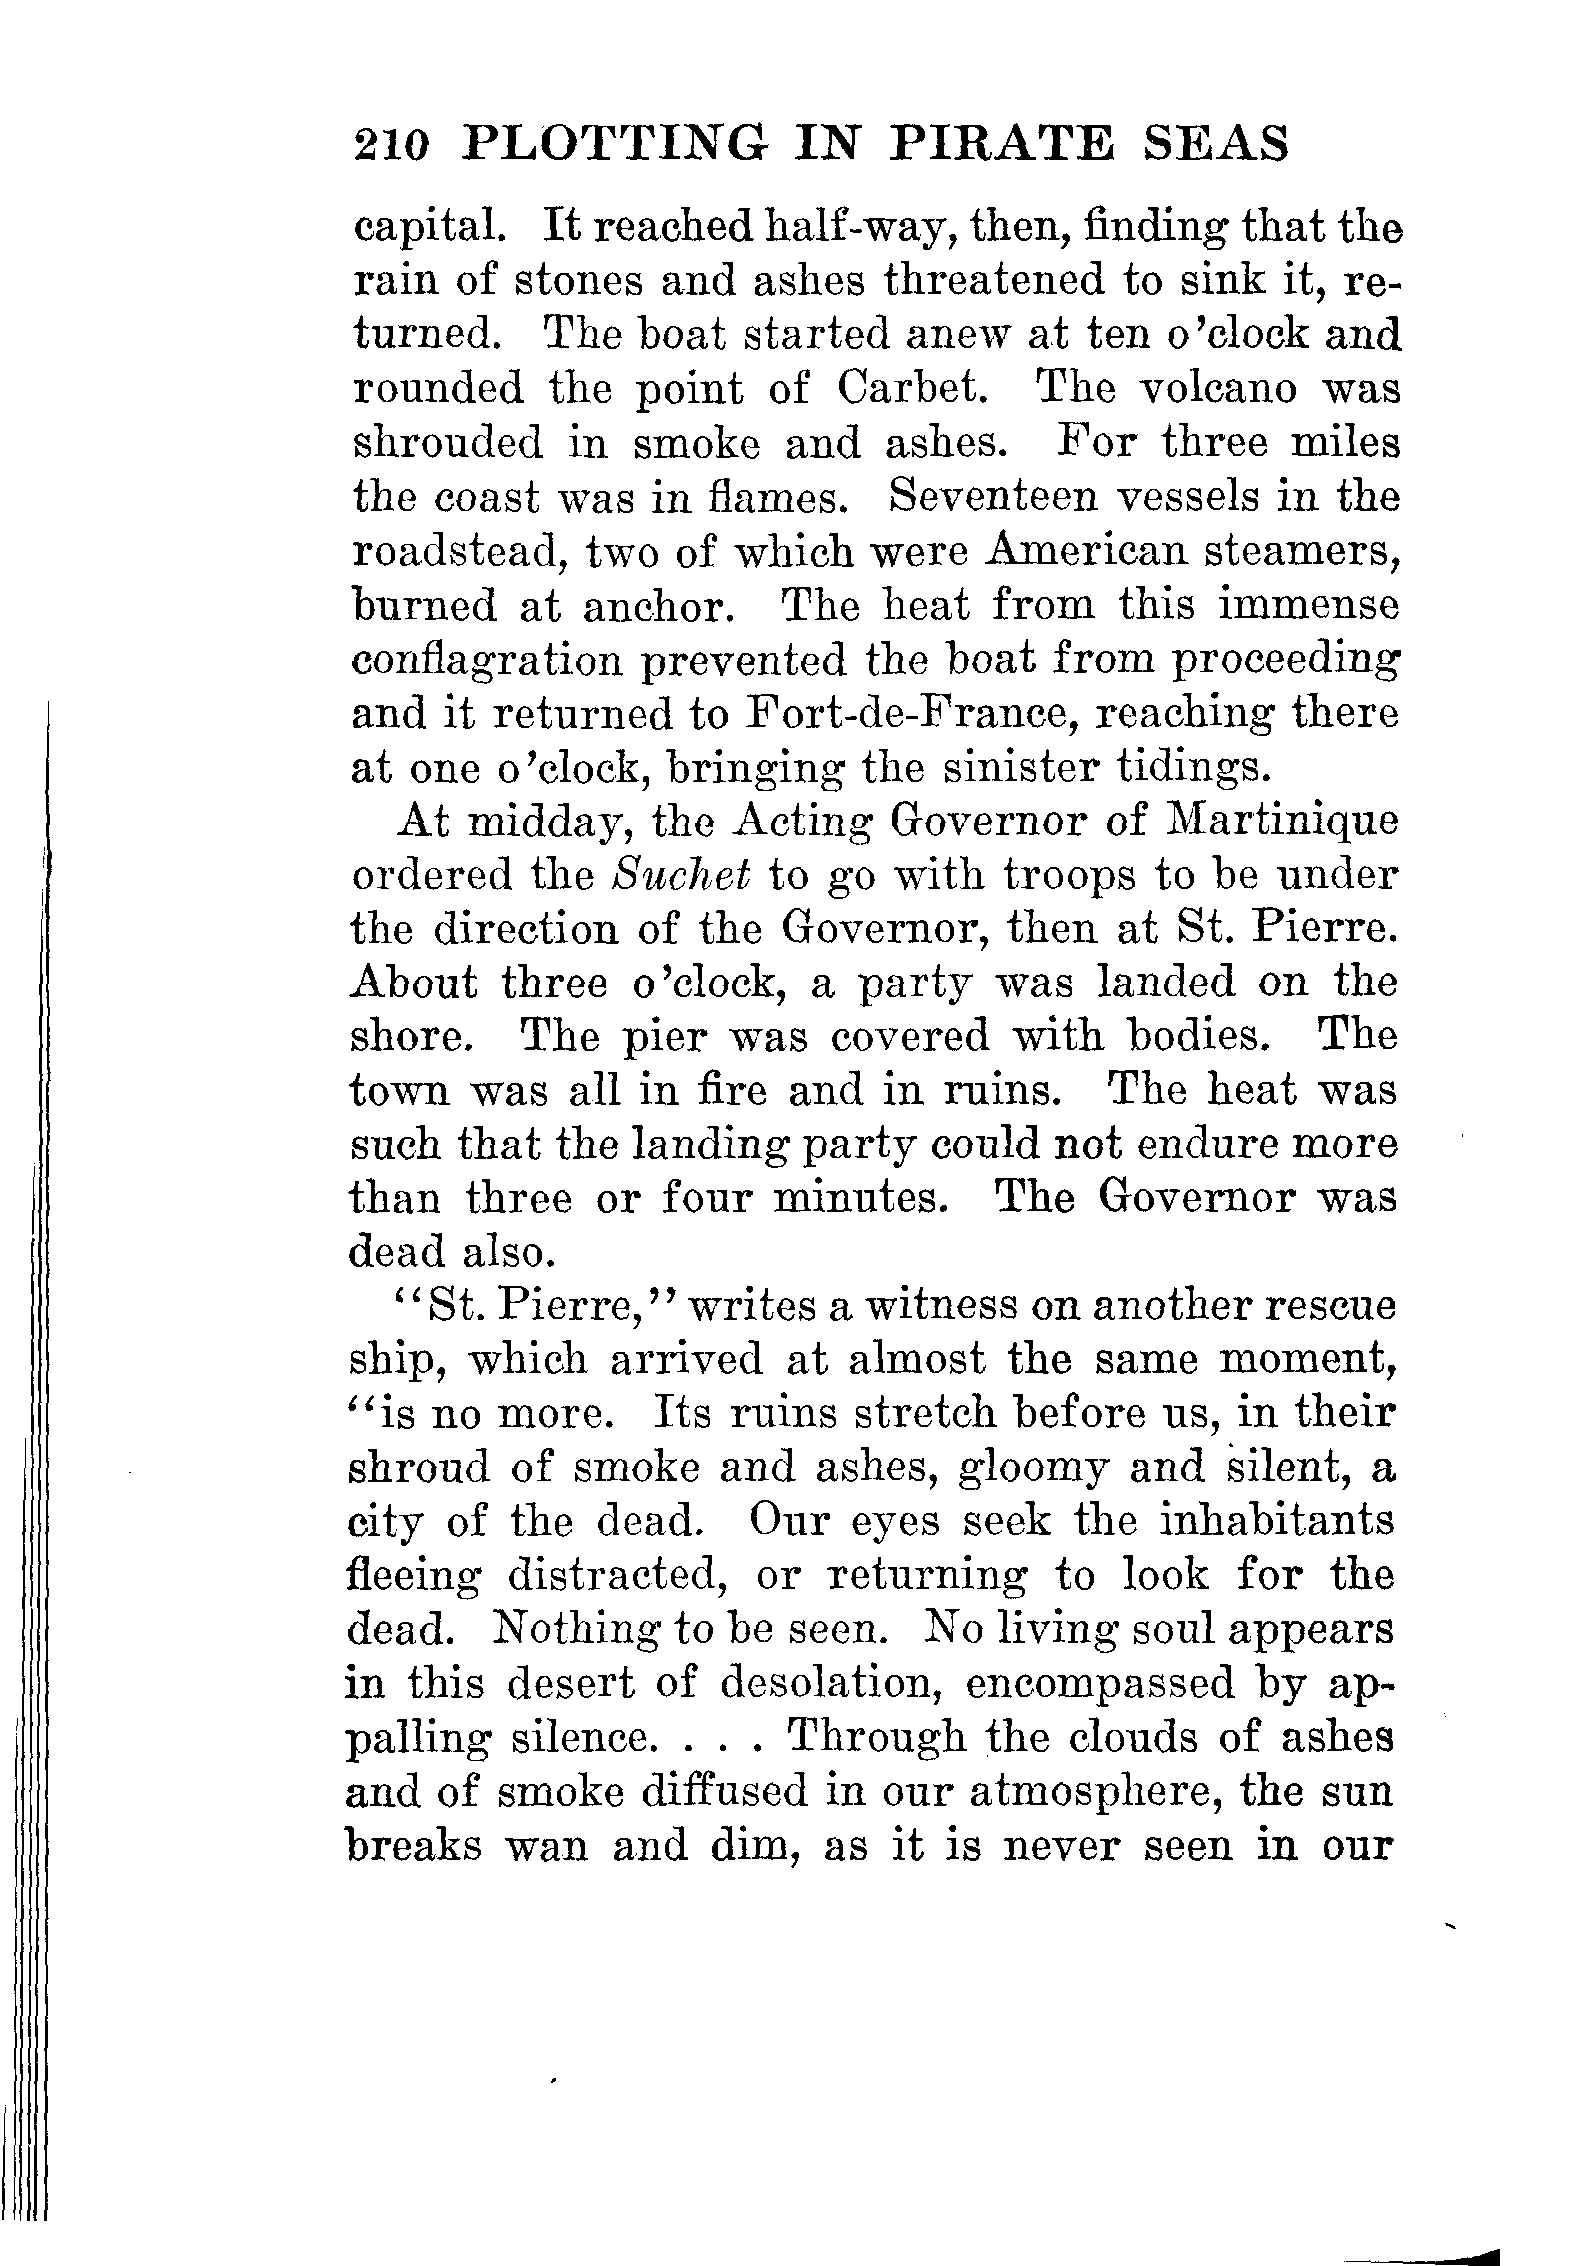 210 PLOTTING IN PIRATE SEAS
capital. It reached half-way, then, finding that the
rain of stones and ashes threatened to sink it, re-
turned. The boat started anew at ten o'clock and
rounded the point of Carbet. The volcano was
shrouded in smoke and ashes. For three miles
the coast was in flames. Seventeen vessels in the
roadstead, two of which were American steamers,
burned at anchor. The heat from this immense
conflagration prevented the boat from proceeding
and it returned to Fort-de-France, reaching there
at one o'clock, bringing the sinister tidings.
At midday, the Acting Governor of Martinique
ordered the Suchet to go with troops to be under
the direction of the Governor, then at St. Pierre.
About three o'clock, a party was landed on the
shore. The pier was covered with bodies. The
town was all in fire and in ruins. The heat was
such that the landing party could not endure more
than three or four minutes. The Governor was
dead also.
"St. Pierre," writes a witness on another rescue
ship, which arrived at almost the same moment,
"is no more. Its ruins stretch before us, in their
shroud of smoke and ashes, gloomy and silent, a
city of the dead. Our eyes seek the inhabitants
fleeing distracted, or returning to look for the
dead. Nothing to be seen. No living soul appears
in this desert of desolation, encompassed by ap-
palling silence. . . . Through the clouds of ashes
and of smoke diffused in our atmosphere, the sun
breaks wan and dim, as it is never seen in our